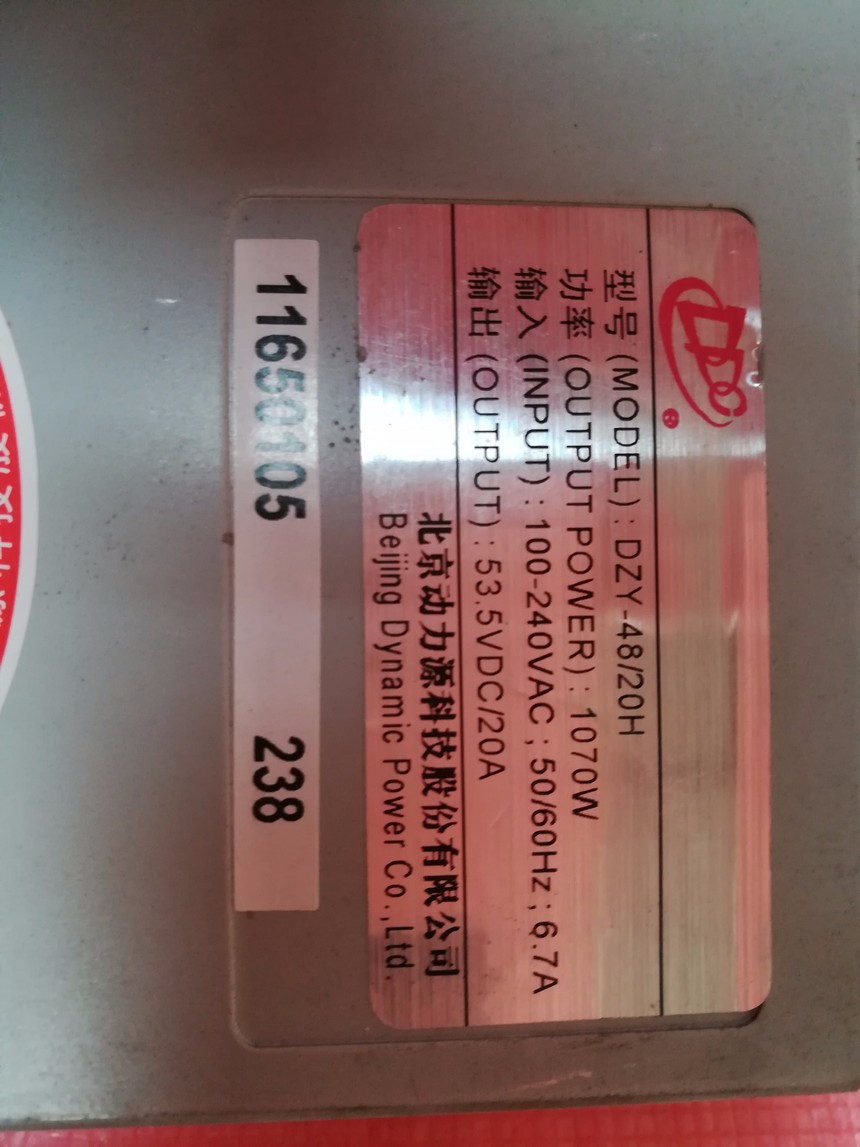 DPC
®
型号 (MODEL) : DZY-48/20H
功率 (OUTPUT POWER) : 1070W
输入 (INPUT) : 100-240VAC ; 50/60Hz ; 6.7A
输出 (OUTPUT) : 53.5VDC/20A
北京动力源科技股份有限公司
Beijing Dynamic Power Co.,Ltd.
11650105 238